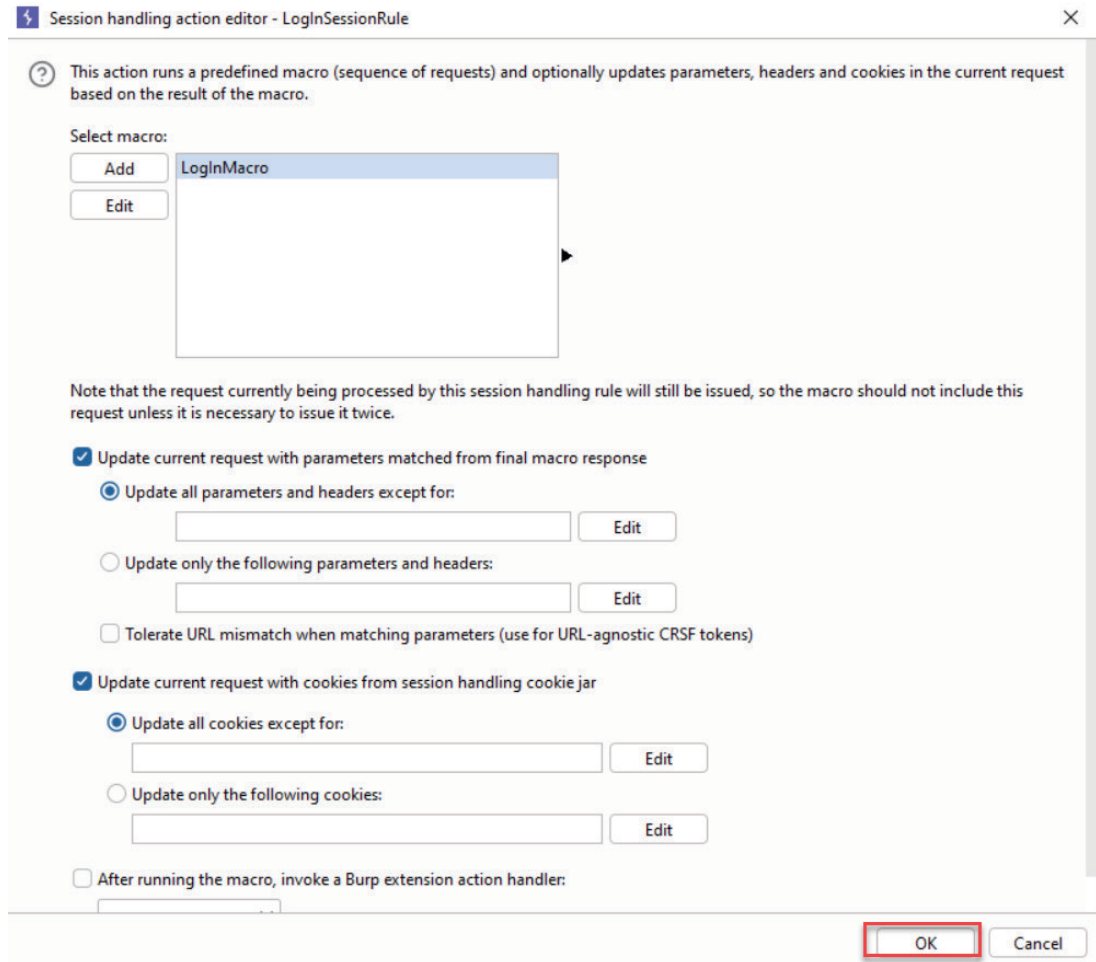 Session handling action editor - LogInSessionRule
This action runs a predefined macro (sequence of requests) and optionally updates parameters, headers and cookies in the current request
based on the result of the macro.
Select macro:
Add
LogInMacro
Edit
Note that the request currently being processed by this session handling rule will still be issued, so the macro should not include this
request unless it is necessary to issue it twice.
Update current request with parameters matched from final macro response
Update all parameters and headers except for:
Edit
Update only the following parameters and headers:
Edit
Tolerate URL mismatch when matching parameters (use for URL-agnostic CRSF tokens)
Update current request with cookies from session handling cookie jar
Update all cookies except for:
Edit
Update only the following cookies:
Edit
After running the macro, invoke a Burp extension action handler:
OK
Cancel